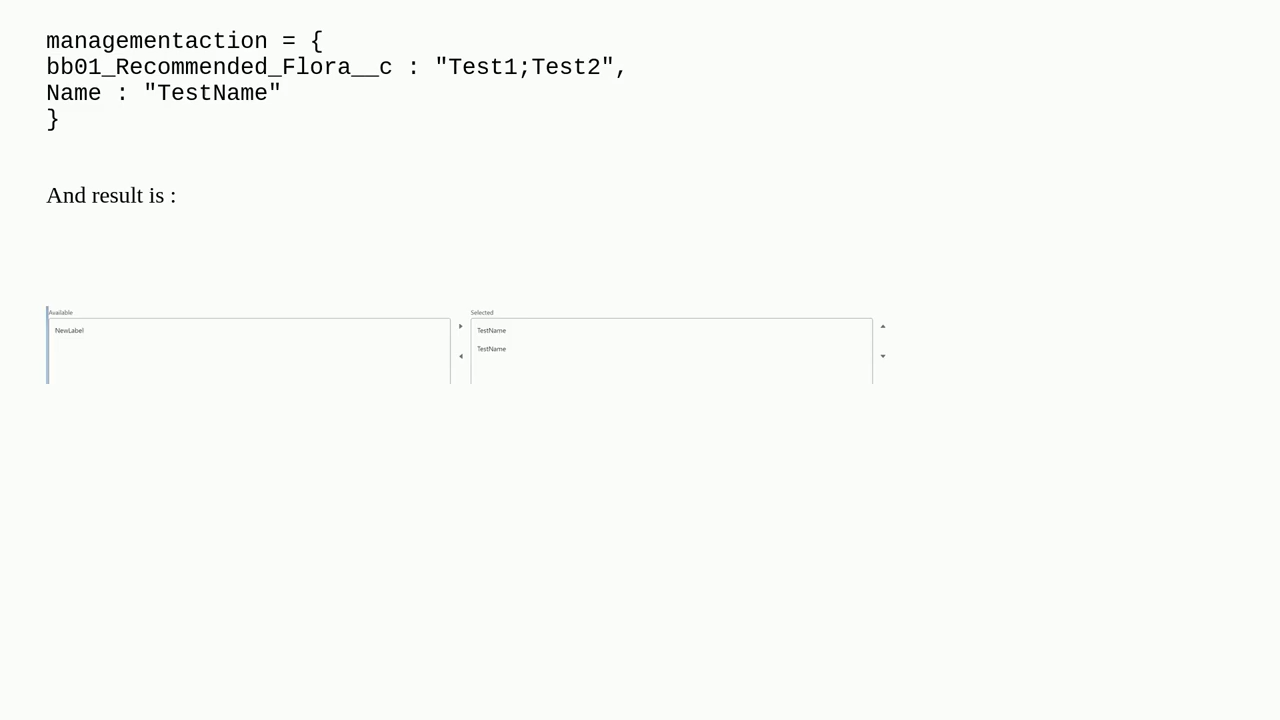 managementaction = {
bb01_Recommended_Flora__c : "Test1;Test2",
Name : "TestName"
}
And result is :
Available
Selected
NewLabel
TestName
TestName